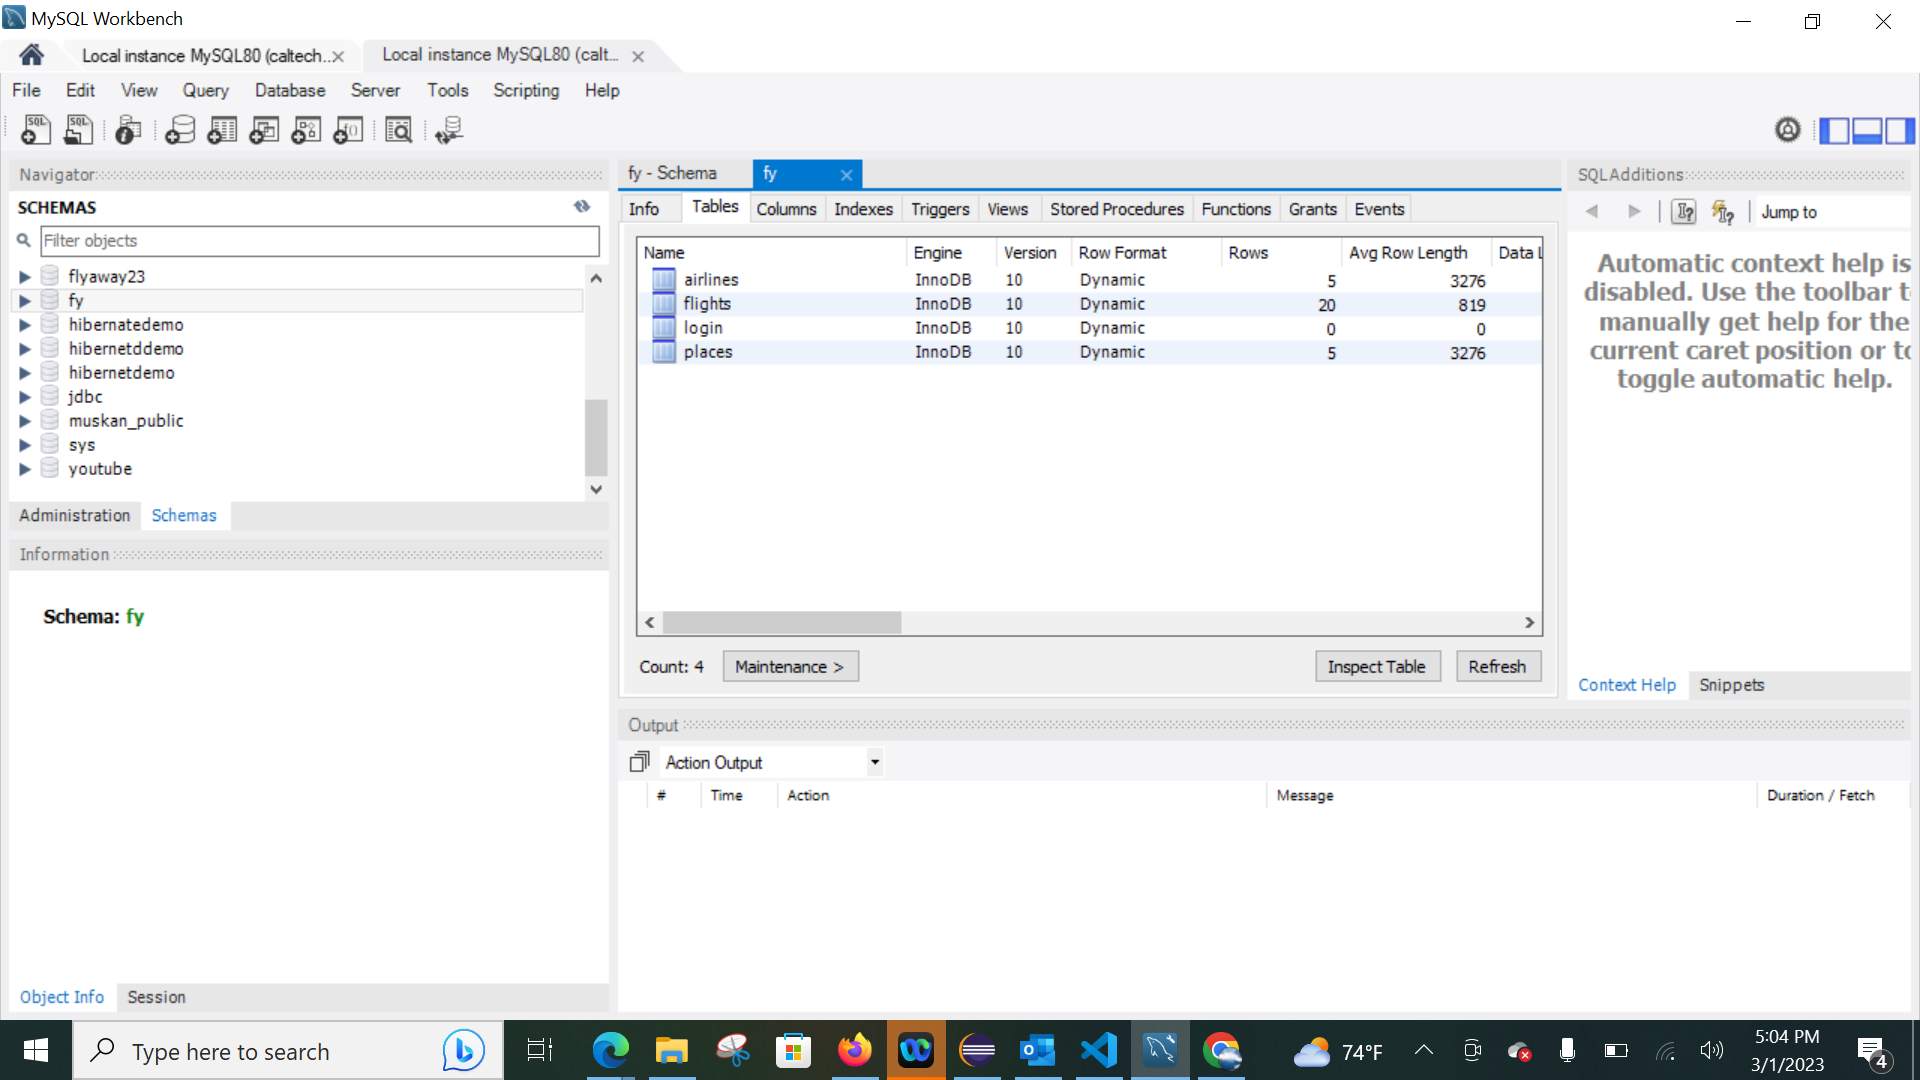 MySQL Workbench
Local instance MySQL80 (caltech...
Local instance MySQL80 (calt...
File Edit View Query Database Server Tools Scripting Help
Navigator
SCHEMAS
Filter objects
flyaway23
fy
hibernatedemo
hibernetddemo
hibernetdemo
jdbc
muskan_public
sys
youtube
Administration Schemas
Information
Schema: fy
Object Info Session
fy - Schema fy
Info Tables Columns Indexes Triggers Views Stored Procedures Functions Grants Events
Name Engine Version Row Format Rows Avg Row Length Data L
airlines InnoDB 10 Dynamic 5 3276
flights InnoDB 10 Dynamic 20 819
login InnoDB 10 Dynamic 0 0
places InnoDB 10 Dynamic 5 3276
Count: 4 Maintenance > Inspect Table Refresh
SQLAdditions
Jump to
Automatic context help is
disabled. Use the toolbar t
manually get help for the
current caret position or to
toggle automatic help.
Context Help Snippets
Output
Action Output
# Time Action Message Duration / Fetch
Type here to search
74°F
5:04 PM
3/1/2023
4